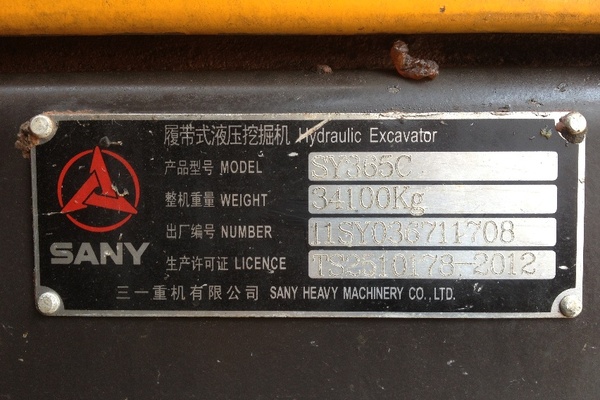 履带式液压挖掘机 Hydraulic Excavator
产品型号 MODEL SY365C
整机重量 WEIGHT 34100Kg
出厂编号 NUMBER 11SY036711708
生产许可证 LICENCE TS2510178-2012
SANY
三一重机有限公司 SANY HEAVY MACHINERY CO., LTD.